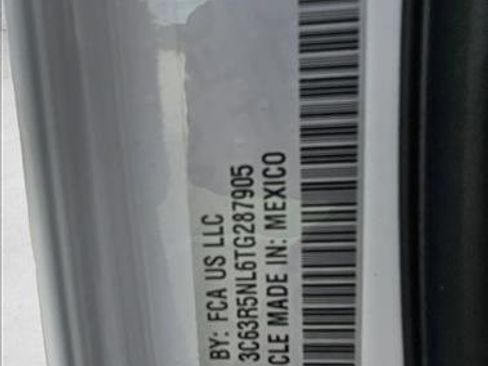 BY: FCA US LLC
3C63R5NL6TG287905
CLE MADE IN: MEXICO